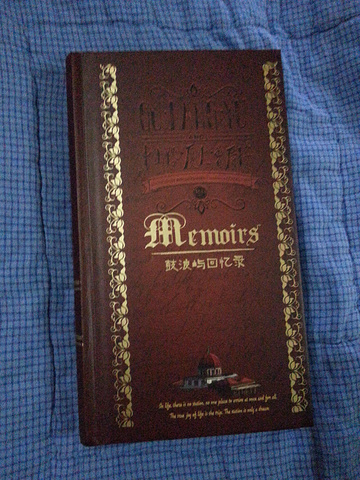 Memoirs
鼓浪屿回忆录
In life, there is no station, no one place to arrive at once and for all.
The true joy of life is the trip. The station is only a dream